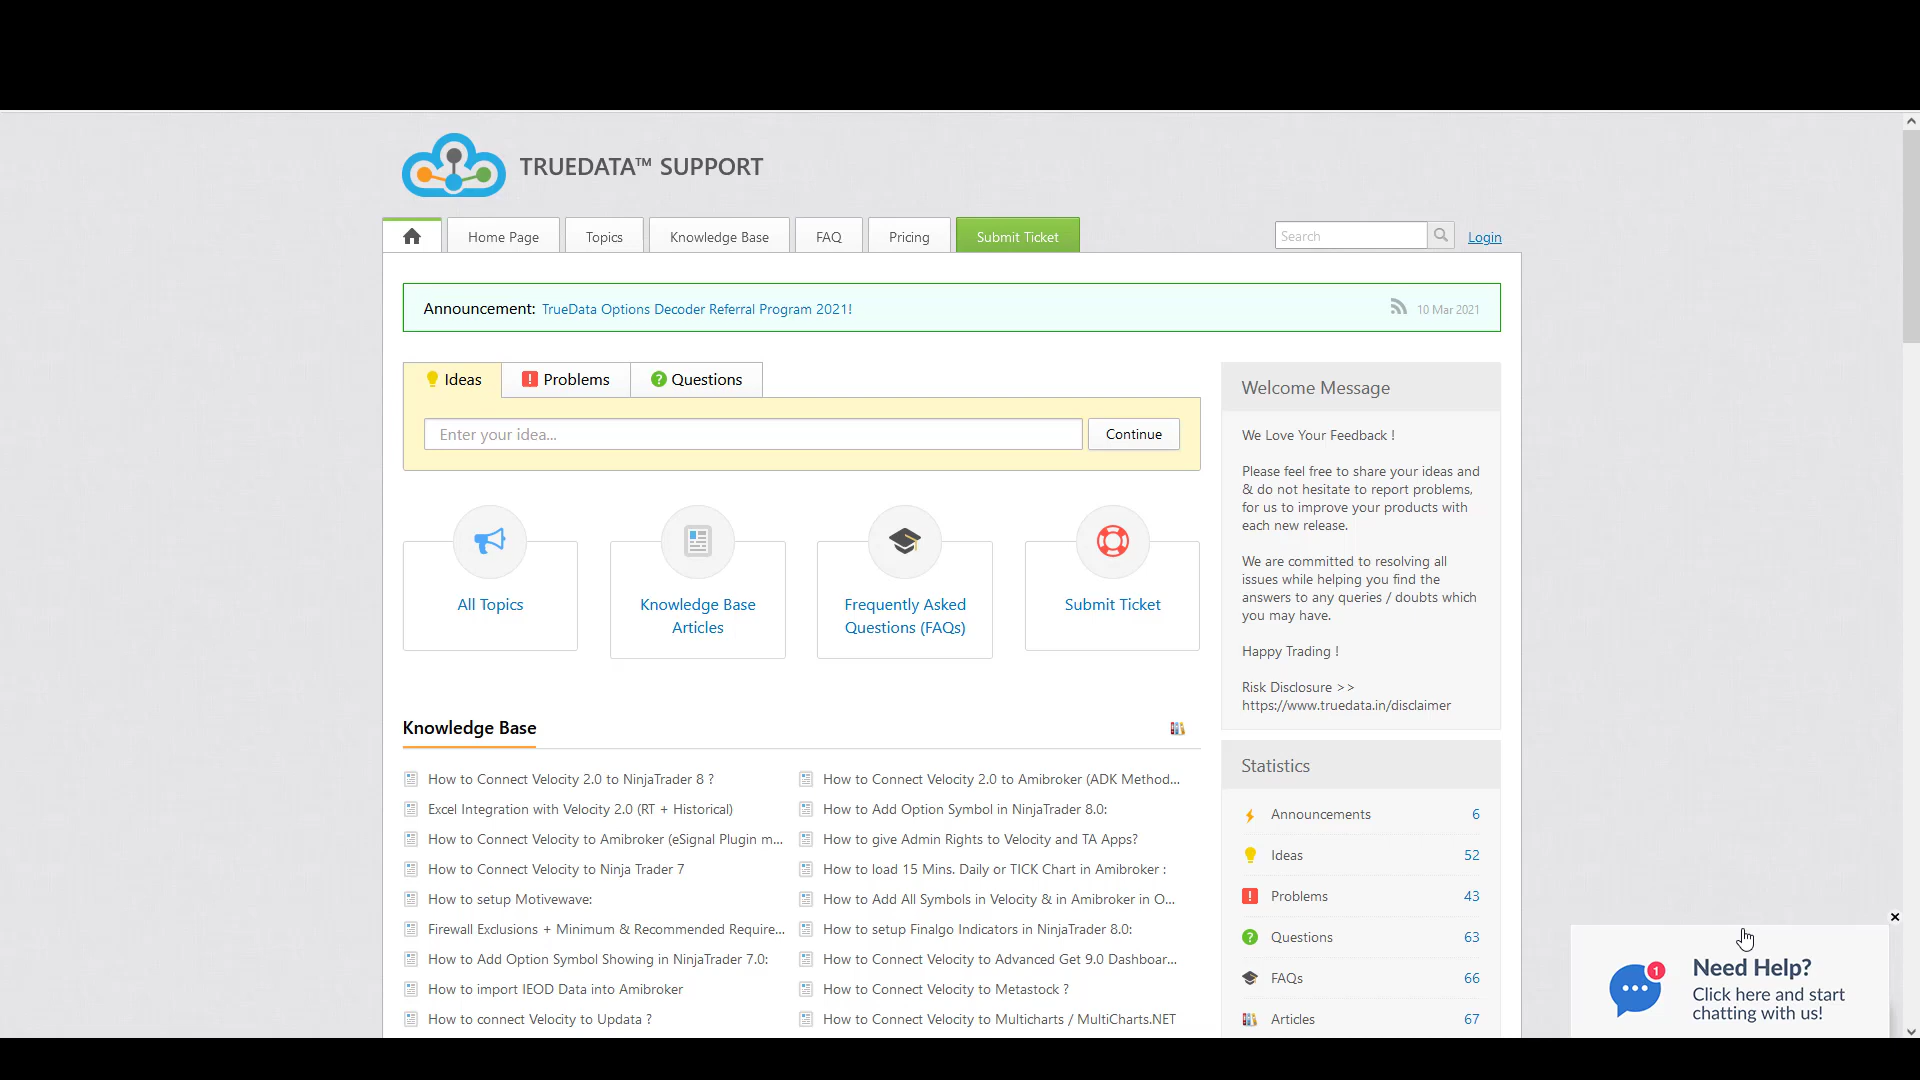 TRUEDATA™ SUPPORT
Home Page
Topics
Knowledge Base
FAQ
Pricing
Submit Ticket
Search
Login
Announcement: TrueData Options Decoder Referral Program 2021!
10 Mar 2021
Ideas
Problems
Questions
Enter your idea...
Continue
All Topics
Knowledge Base
Articles
Frequently Asked
Questions (FAQs)
Submit Ticket
Knowledge Base
How to Connect Velocity 2.0 to NinjaTrader 8 ?
Excel Integration with Velocity 2.0 (RT + Historical)
How to Connect Velocity to Amibroker (eSignal Plugin m...
How to Connect Velocity to Ninja Trader 7
How to setup Motivewave:
Firewall Exclusions + Minimum & Recommended Require...
How to Add Option Symbol Showing in NinjaTrader 7.0:
How to import IEOD Data into Amibroker
How to connect Velocity to Updata ?
How to Connect Velocity 2.0 to Amibroker (ADK Method...
How to Add Option Symbol in NinjaTrader 8.0:
How to give Admin Rights to Velocity and TA Apps?
How to load 15 Mins. Daily or TICK Chart in Amibroker :
How to Add All Symbols in Velocity & in Amibroker in O...
How to setup Finalgo Indicators in NinjaTrader 8.0:
How to Connect Velocity to Advanced Get 9.0 Dashboar...
How to Connect Velocity to Metastock ?
How to Connect Velocity to Multicharts / MultiCharts.NET
Welcome Message
We Love Your Feedback !
Please feel free to share your ideas and
& do not hesitate to report problems,
for us to improve your products with
each new release.
We are committed to resolving all
issues while helping you find the
answers to any queries / doubts which
you may have.
Happy Trading !
Risk Disclosure >>
https://www.truedata.in/disclaimer
Statistics
Announcements 6
Ideas 52
Problems 43
Questions 63
FAQs 66
Articles 67
1
Need Help?
Click here and start
chatting with us!